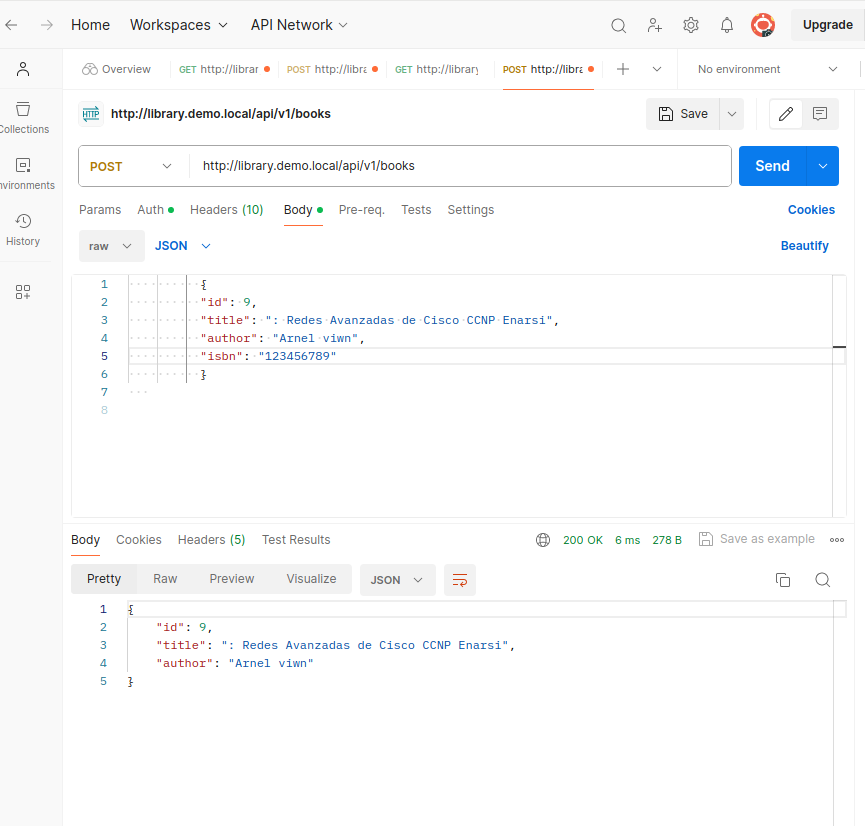 Home Workspaces API Network Upgrade
Overview GET http://librar POST http://libra GET http://library POST http://libra No environment
Collections
http://library.demo.local/api/v1/books Save
nvironments
POST http://library.demo.local/api/v1/books Send
History
Params Auth Headers (10) Body Pre-req. Tests Settings Cookies
raw JSON Beautify
1 {
2 "id": 9,
3 "title": ": Redes Avanzadas de Cisco CCNP Enarsi",
4 "author": "Arnel viwn",
5 "isbn": "123456789"
6 }
7
8
Body Cookies Headers (5) Test Results 200 OK 6 ms 278 B Save as example
Pretty Raw Preview Visualize JSON
1 {
2 "id": 9,
3 "title": ": Redes Avanzadas de Cisco CCNP Enarsi",
4 "author": "Arnel viwn"
5 }